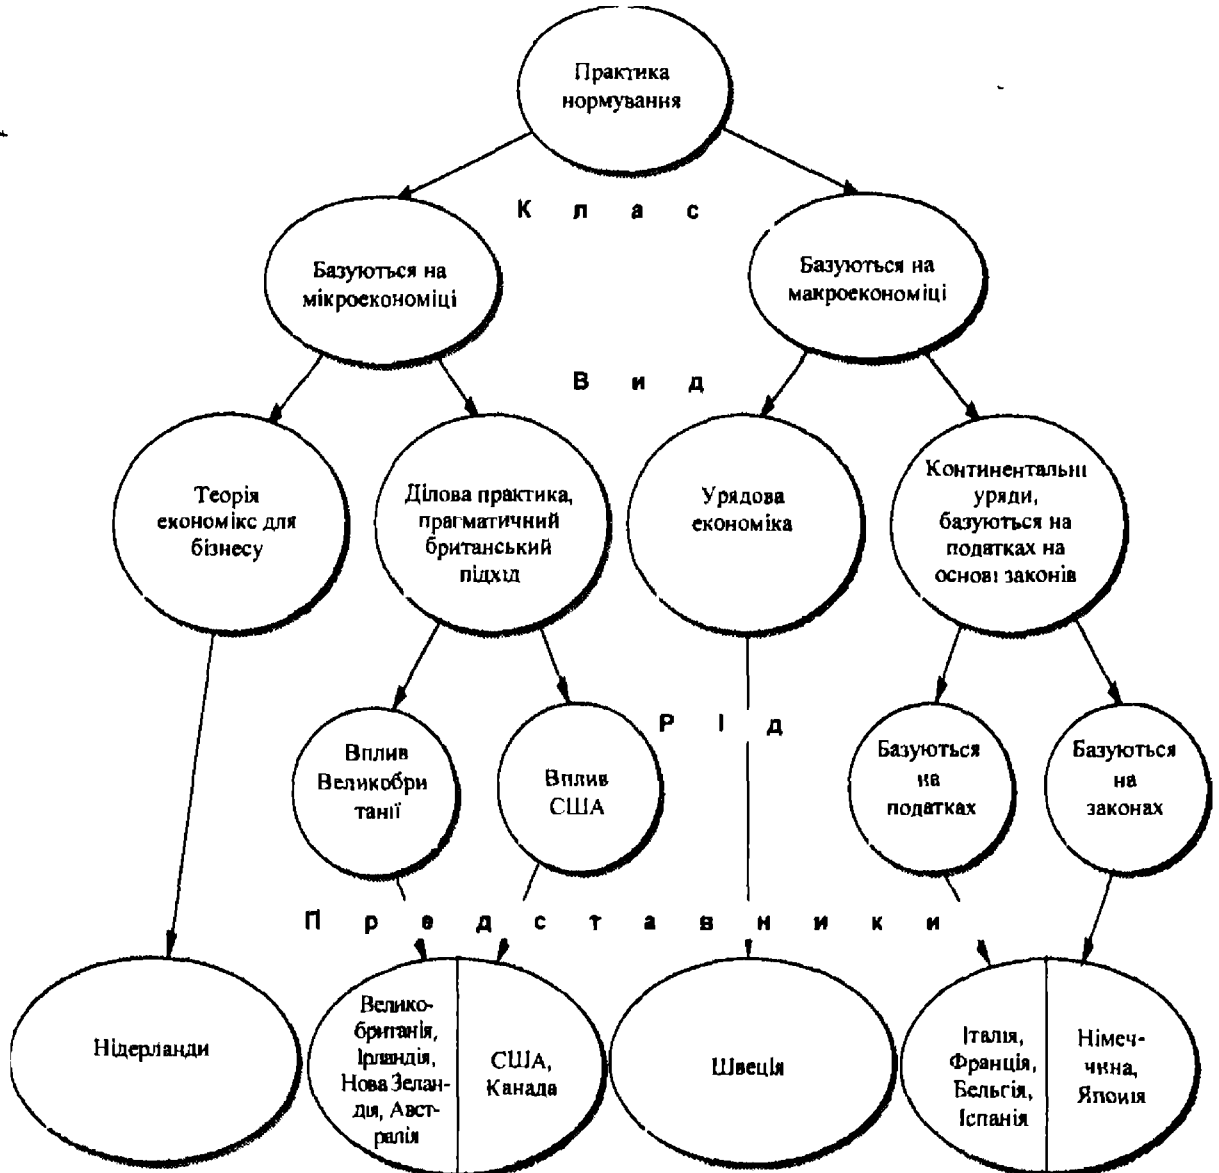 Практика
нормування
К л а с
Базуються на
мікроекономіці
Базуються на
макроекономіці
В и д
Теорія
економікс для
бізнесу
Ділова практика,
прагматичний
британський
підхід
Урядова
економіка
Континентальні
уряди,
базуються на
податках на
основі законів
Р і д
Вплив
Великобри
танії
Вплив
США
Базуються
на
податках
Базуються
на
законах
П р е д с т а в н и к и
Нідерланди
Велико-
британія,
Ірландія,
Нова Зелан-
дія, Авст-
ралія
США,
Канада
Швеція
Італія,
Франція,
Бельгія,
Іспанія
Німеч-
чина,
Японія